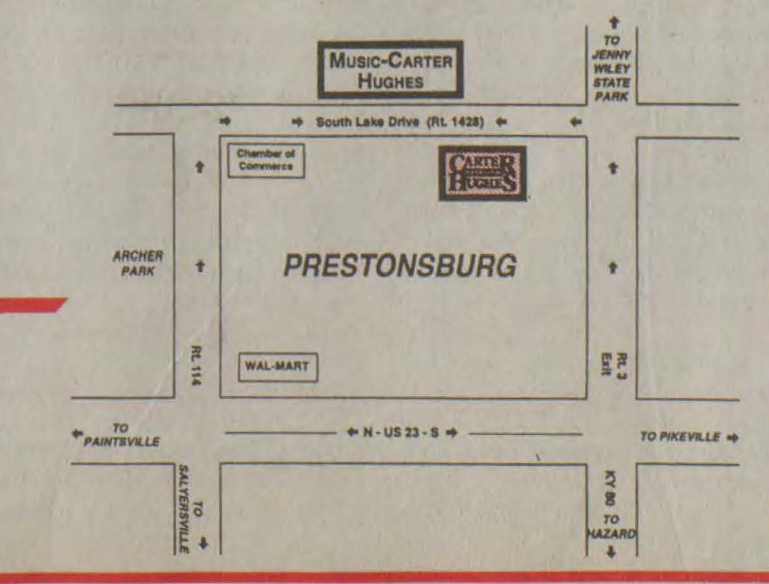 MUSIC-CARTER
HUGHES
TO
JENNY
WILEY
STATE
PARK
South Lake Drive (Rt. 1428)
Chamber of
Commerce
CARTER
HUGHES
ARCHER
PARK
PRESTONSBURG
Rt. 114
WAL-MART
Rt. 3
Exit
TO
PAINTSVILLE
N - US 23 - S
TO PIKEVILLE
TO
SALYERSVILLE
KY 80
TO
HAZARD